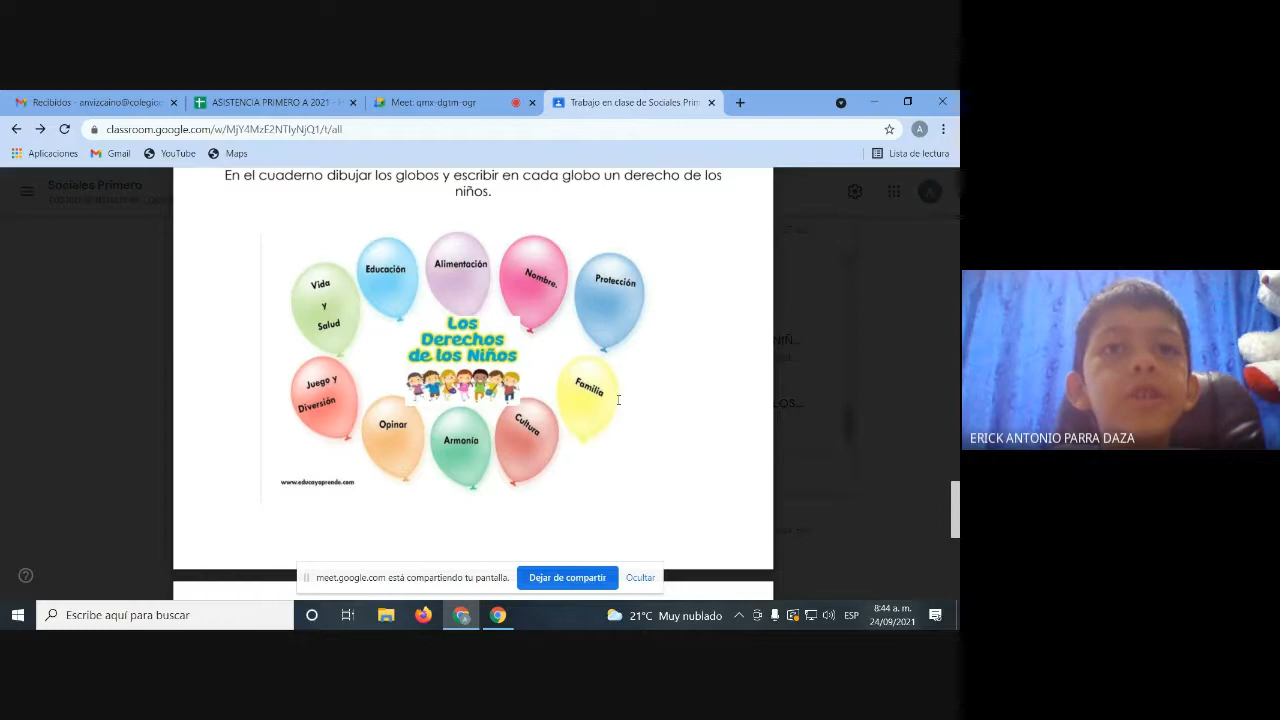 Recibidos - anvizcaino@colegio
ASISTENCIA PRIMERO A 2021 -
Meet: qmx-dgtm-ogr
Trabajo en clase de Sociales Prim
classroom.google.com/w/MjY4MzE2NTIyNjQ1/t/all
A
Aplicaciones
Gmail
YouTube
Maps
Lista de lectura
Sociales Primero
En el cuaderno dibujar los globos y escribir en cada globo un derecho de los
niños.
Vida
y
Salud
Educación
Alimentación
Nombre.
Protección
Los
Derechos
de los Niños
Juego y
Diversión
Opinar
Armonía
Cultura
Familia
www.educayaprende.com
meet.google.com está compartiendo tu pantalla.
Dejar de compartir
Ocultar
Escribe aquí para buscar
21°C Muy nublado
ESP
8:44 a. m.
24/09/2021
ERICK ANTONIO PARRA DAZA